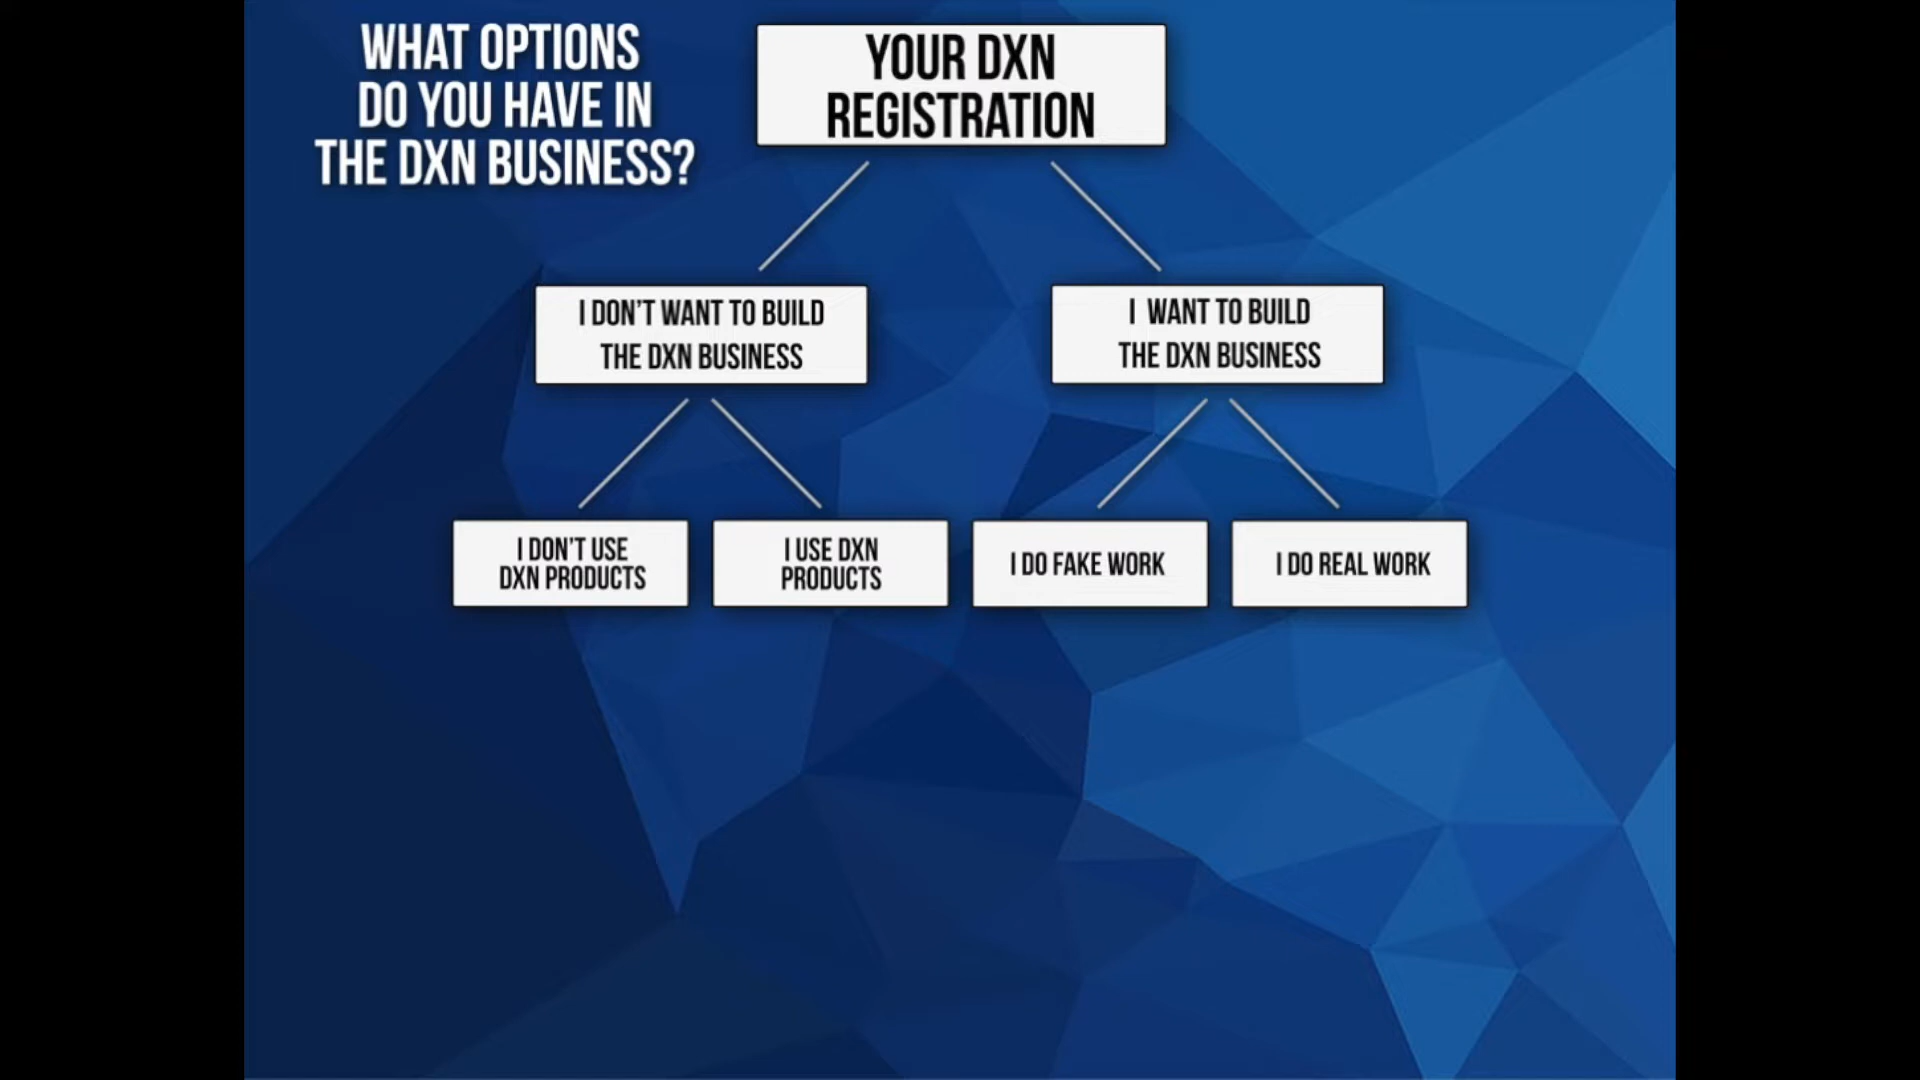 WHAT OPTIONS
DO YOU HAVE IN
THE DXN BUSINESS?
YOUR DXN
REGISTRATION
I DON'T WANT TO BUILD
THE DXN BUSINESS
I WANT TO BUILD
THE DXN BUSINESS
I DON'T USE
DXN PRODUCTS
I USE DXN
PRODUCTS
I DO FAKE WORK
I DO REAL WORK